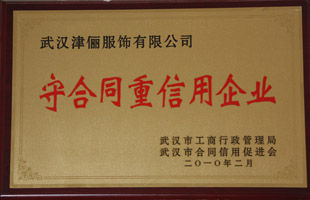 武汉津俪服饰有限公司
守合同重信用企业
武汉市工商行政管理局
武汉市合同信用促进会
二〇一〇年二月